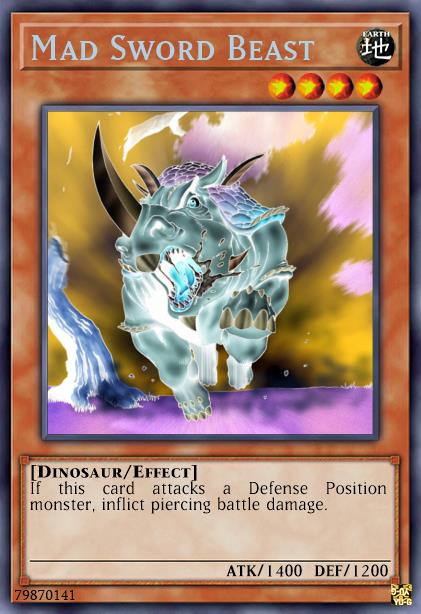 MAD SWORD BEAST
EARTH
地
[DINOSAUR/EFFECT]
If this card attacks a Defense Position
monster, inflict piercing battle damage.
ATK/1400 DEF/1200
79870141